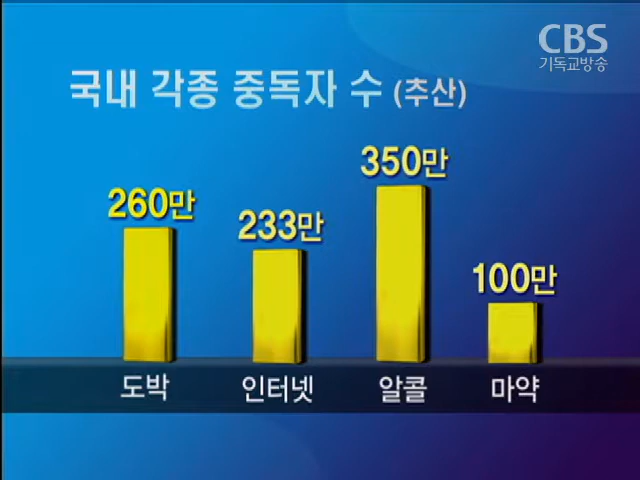 CBS
기독교방송
국내 각종 중독자 수 (추산)
260만
233만
350만
100만
도박
인터넷
알콜
마약